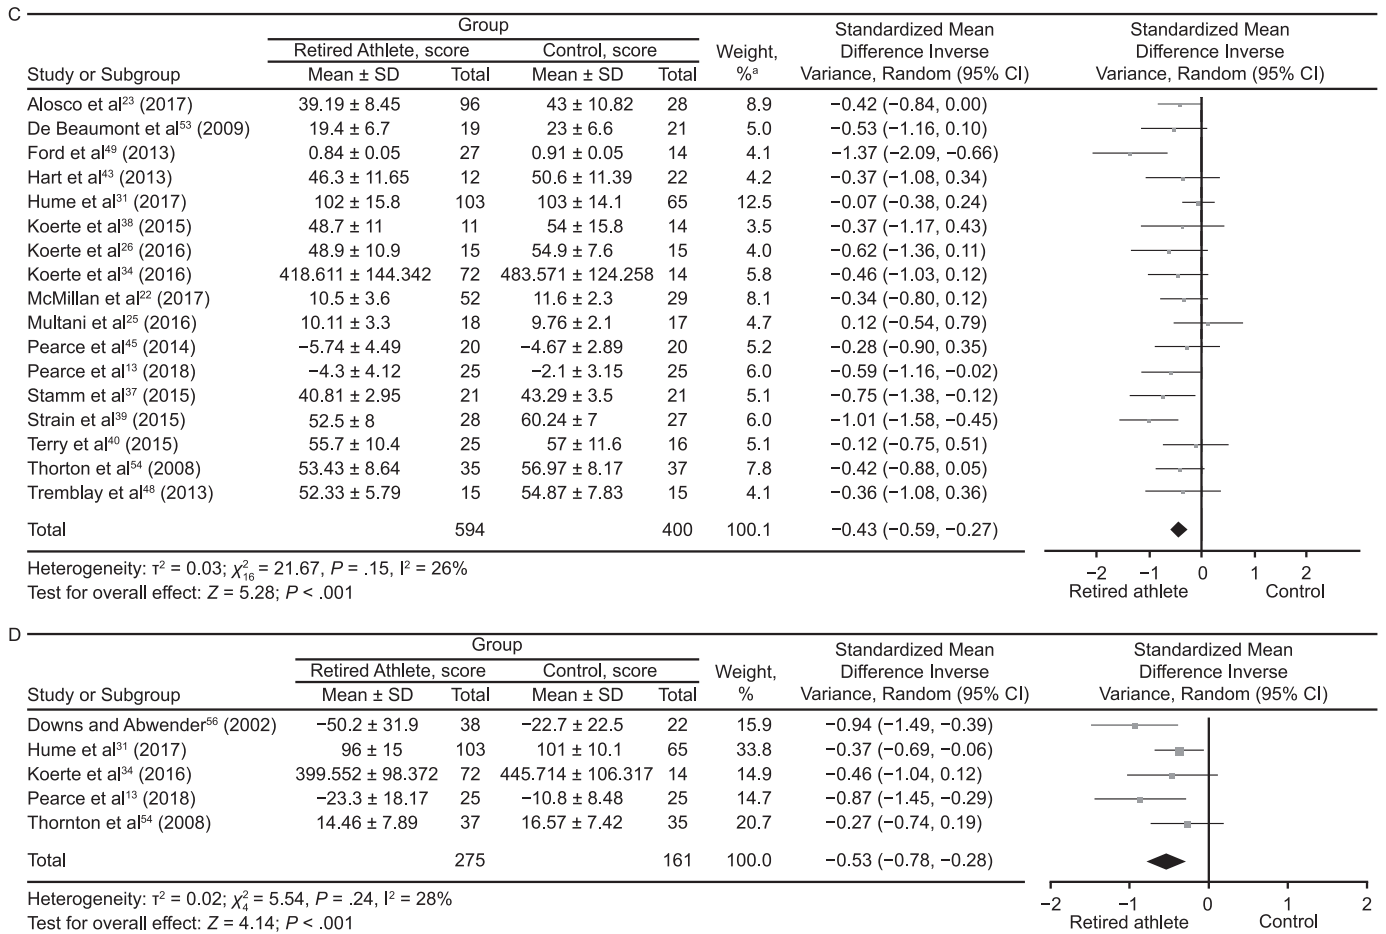 C
Group
Standardized Mean
Retired Athlete, score Control, score Weight, Difference Inverse Standardized Mean Difference Inverse
Study or Subgroup Mean ± SD Total Mean ± SD Total %ᵃ Variance, Random (95% CI) Variance, Random (95% CI)
Alosco et al²³ (2017) 39.19 ± 8.45 96 43 ± 10.82 28 8.9 −0.42 (−0.84, 0.00)
De Beaumont et al⁵³ (2009) 19.4 ± 6.7 19 23 ± 6.6 21 5.0 −0.53 (−1.16, 0.10)
Ford et al⁴⁹ (2013) 0.84 ± 0.05 27 0.91 ± 0.05 14 4.1 −1.37 (−2.09, −0.66)
Hart et al⁴³ (2013) 46.3 ± 11.65 12 50.6 ± 11.39 22 4.2 −0.37 (−1.08, 0.34)
Hume et al³¹ (2017) 102 ± 15.8 103 103 ± 14.1 65 12.5 −0.07 (−0.38, 0.24)
Koerte et al³⁸ (2015) 48.7 ± 11 11 54 ± 15.8 14 3.5 −0.37 (−1.17, 0.43)
Koerte et al²⁶ (2016) 48.9 ± 10.9 15 54.9 ± 7.6 15 4.0 −0.62 (−1.36, 0.11)
Koerte et al³⁴ (2016) 418.611 ± 144.342 72 483.571 ± 124.258 14 5.8 −0.46 (−1.03, 0.12)
McMillan et al²² (2017) 10.5 ± 3.6 52 11.6 ± 2.3 29 8.1 −0.34 (−0.80, 0.12)
Multani et al²⁵ (2016) 10.11 ± 3.3 18 9.76 ± 2.1 17 4.7 0.12 (−0.54, 0.79)
Pearce et al⁴⁵ (2014) −5.74 ± 4.49 20 −4.67 ± 2.89 20 5.2 −0.28 (−0.90, 0.35)
Pearce et al¹³ (2018) −4.3 ± 4.12 25 −2.1 ± 3.15 25 6.0 −0.59 (−1.16, −0.02)
Stamm et al³⁷ (2015) 40.81 ± 2.95 21 43.29 ± 3.5 21 5.1 −0.75 (−1.38, −0.12)
Strain et al³⁹ (2015) 52.5 ± 8 28 60.24 ± 7 27 6.0 −1.01 (−1.58, −0.45)
Terry et al⁴⁰ (2015) 55.7 ± 10.4 25 57 ± 11.6 16 5.1 −0.12 (−0.75, 0.51)
Thorton et al⁵⁴ (2008) 53.43 ± 8.64 35 56.97 ± 8.17 37 7.8 −0.42 (−0.88, 0.05)
Tremblay et al⁴⁸ (2013) 52.33 ± 5.79 15 54.87 ± 7.83 15 4.1 −0.36 (−1.08, 0.36)
Total 594 400 100.1 −0.43 (−0.59, −0.27)
Heterogeneity: τ² = 0.03; χ²₁₆ = 21.67, P = .15, I² = 26%
Test for overall effect: Z = 5.28; P < .001
−2 −1 0 1 2
Retired athlete Control
D
Group
Standardized Mean Standardized Mean
Retired Athlete, score Control, score Weight, Difference Inverse Difference Inverse
Study or Subgroup Mean ± SD Total Mean ± SD Total % Variance, Random (95% CI) Variance, Random (95% CI)
Downs and Abwender⁵⁶ (2002) −50.2 ± 31.9 38 −22.7 ± 22.5 22 15.9 −0.94 (−1.49, −0.39)
Hume et al³¹ (2017) 96 ± 15 103 101 ± 10.1 65 33.8 −0.37 (−0.69, −0.06)
Koerte et al³⁴ (2016) 399.552 ± 98.372 72 445.714 ± 106.317 14 14.9 −0.46 (−1.04, 0.12)
Pearce et al¹³ (2018) −23.3 ± 18.17 25 −10.8 ± 8.48 25 14.7 −0.87 (−1.45, −0.29)
Thornton et al⁵⁴ (2008) 14.46 ± 7.89 37 16.57 ± 7.42 35 20.7 −0.27 (−0.74, 0.19)
Total 275 161 100.0 −0.53 (−0.78, −0.28)
Heterogeneity: τ² = 0.02; χ²₄ = 5.54, P = .24, I² = 28%
Test for overall effect: Z = 4.14; P < .001
−2 −1 0 1 2
Retired athlete Control